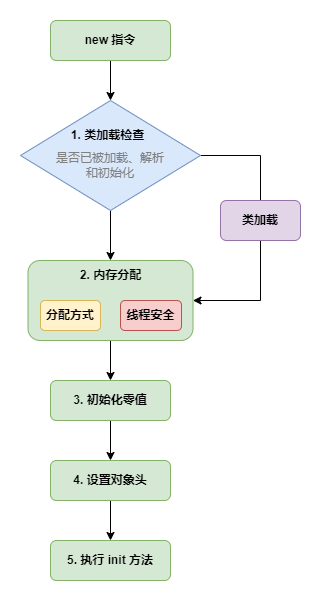 new 指令
1. 类加载检查
是否已被加载、解析
和初始化
类加载
2. 内存分配
分配方式
线程安全
3. 初始化零值
4. 设置对象头
5. 执行 init 方法